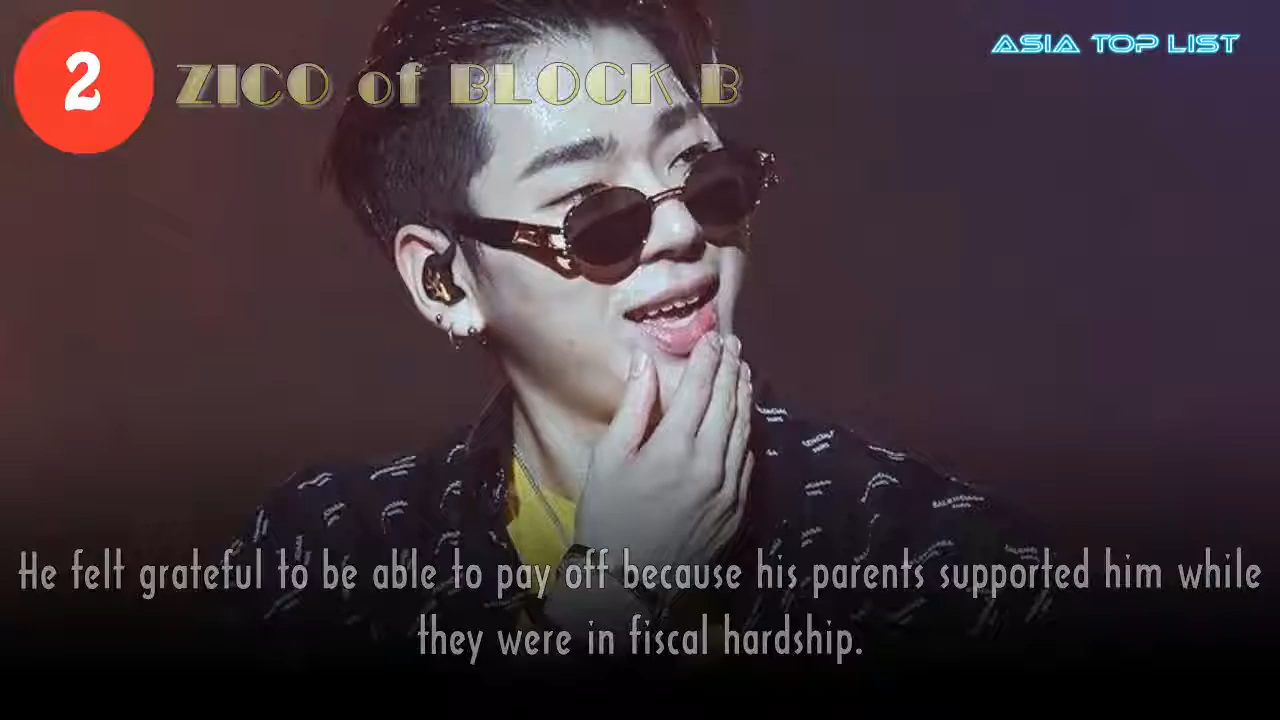 2
ZICO of BLOCK B
ASIA TOP LIST
He felt grateful to be able to pay off because his parents supported him while
they were in fiscal hardship.